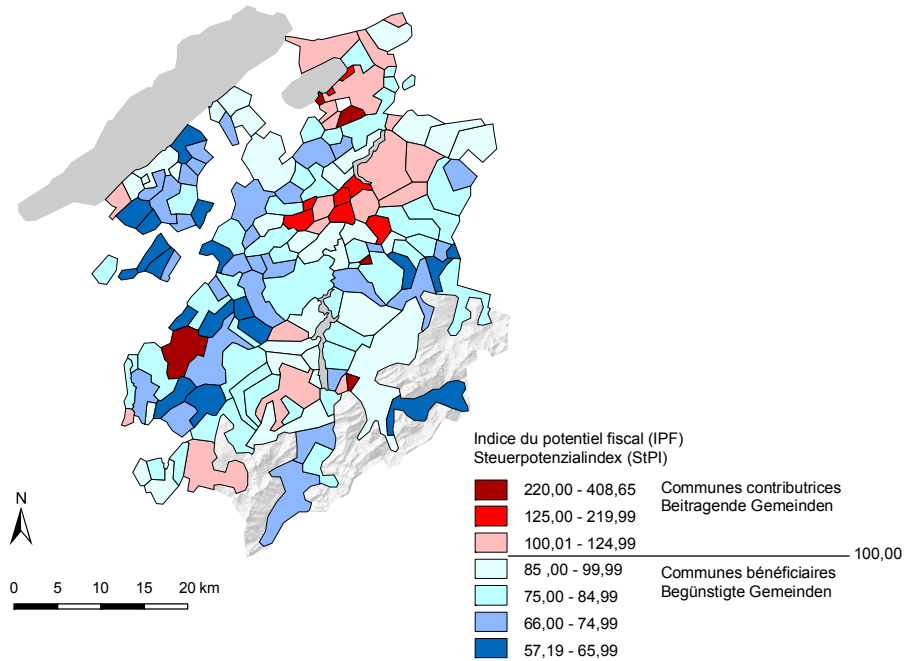 Indice du potentiel fiscal (IPF)
Steuerpotenzialindex (StPI)
220,00 - 408,65
Communes contributrices
Beitragende Gemeinden
125,00 - 219,99
100,01 - 124,99
100,00
85 ,00 - 99,99
Communes bénéficiaires
Begünstigte Gemeinden
75,00 - 84,99
66,00 - 74,99
57,19 - 65,99
N
0 5 10 15 20 km